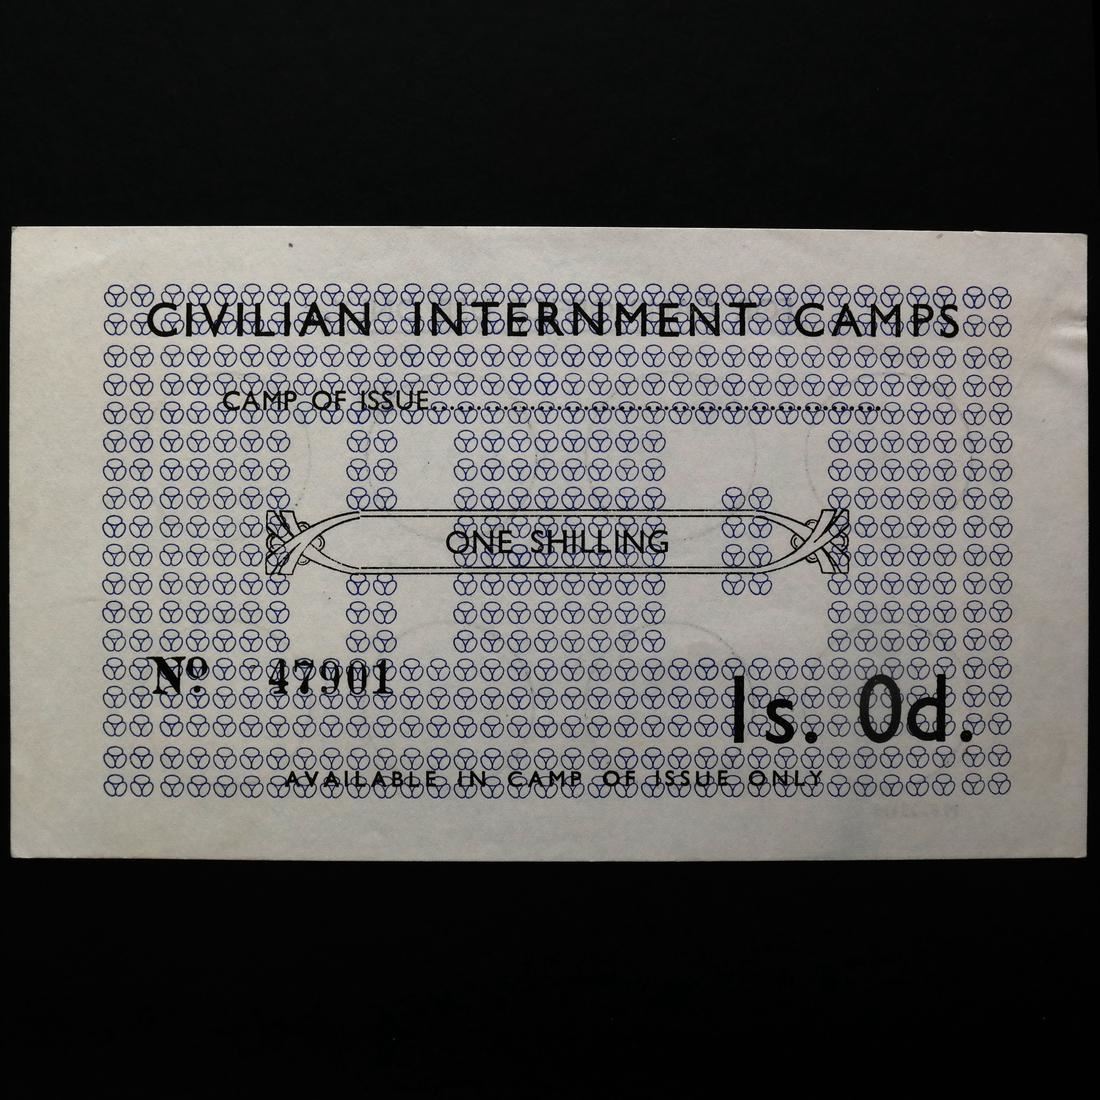 CIVILIAN INTERNMENT CAMPS
CAMP OF ISSUE........................................................
ONE SHILLING
Nº 47901
1s. 0d.
AVAILABLE IN CAMP OF ISSUE ONLY